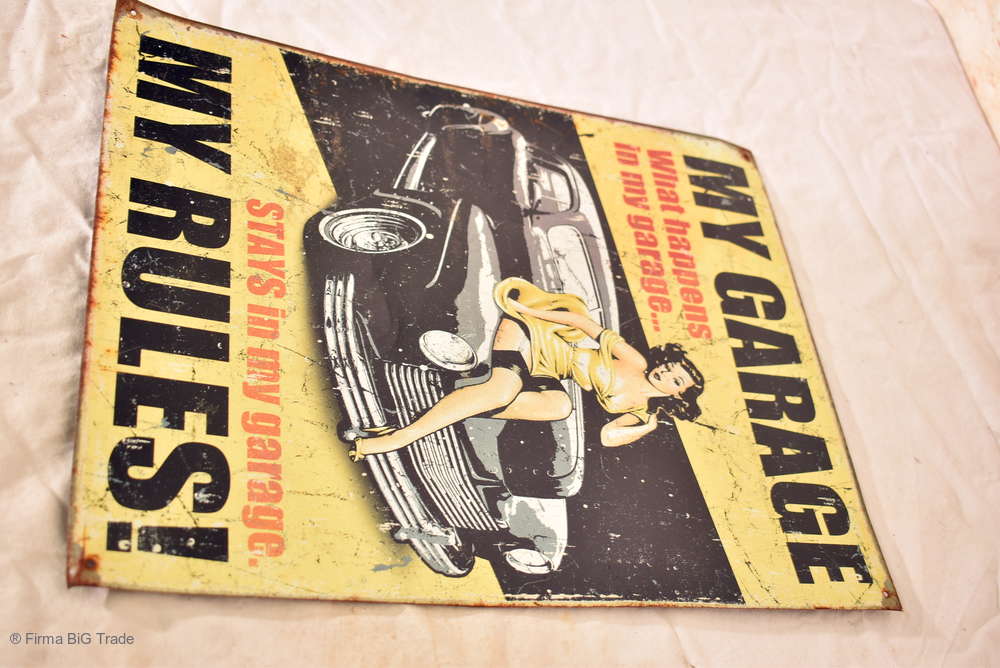 MY GARAGE
What happens
in my garage...
STAYS in my garage.
MY RULES!
® Firma BiG Trade